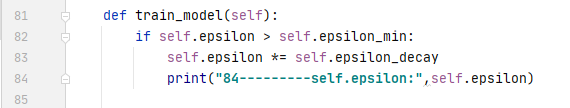 81 def train_model(self):
82 if self.epsilon > self.epsilon_min:
83 self.epsilon *= self.epsilon_decay
84 print("84---------self.epsilon:",self.epsilon)
85